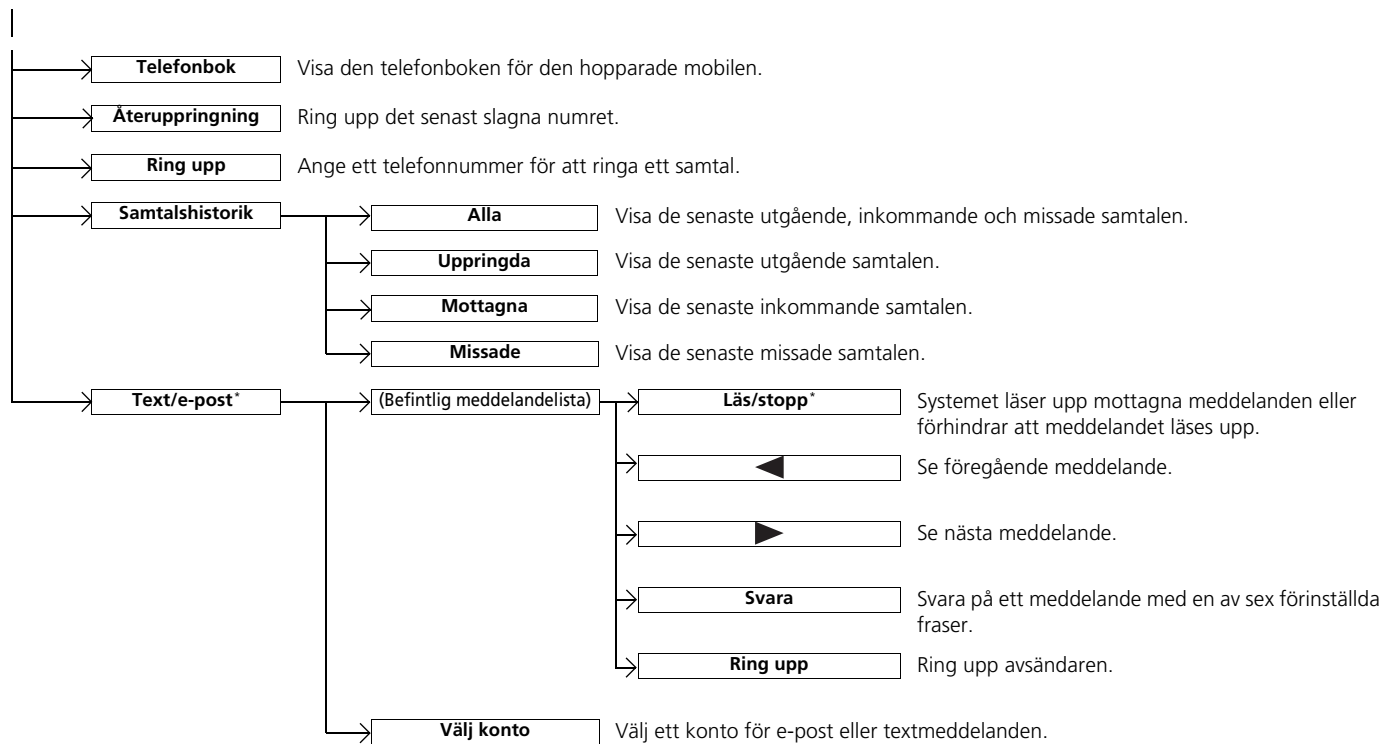 Telefonbok Visa den telefonboken för den hopparade mobilen.
Återuppringning Ring upp det senast slagna numret.
Ring upp Ange ett telefonnummer för att ringa ett samtal.
Samtalshistorik Alla Visa de senaste utgående, inkommande och missade samtalen.
Uppringda Visa de senaste utgående samtalen.
Mottagna Visa de senaste inkommande samtalen.
Missade Visa de senaste missade samtalen.
Text/e-post* (Befintlig meddelandelista) Läs/stopp* Systemet läser upp mottagna meddelanden eller
förhindrar att meddelandet läses upp.
Se föregående meddelande.
Se nästa meddelande.
Svara Svara på ett meddelande med en av sex förinställda
fraser.
Ring upp Ring upp avsändaren.
Välj konto Välj ett konto för e-post eller textmeddelanden.